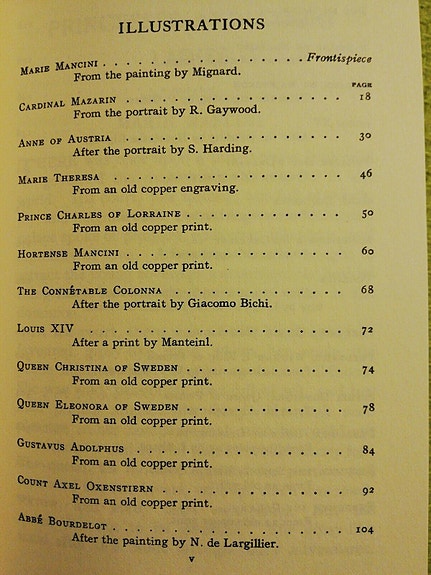 ILLUSTRATIONS
MARIE MANCINI . . . . . . . . . . . . . . . . Frontispiece
From the painting by Mignard.
PAGE
CARDINAL MAZARIN . . . . . . . . . . . . . . . 18
From the portrait by R. Gaywood.
ANNE OF AUSTRIA . . . . . . . . . . . . . . . 30
After the portrait by S. Harding.
MARIE THERESA . . . . . . . . . . . . . . . . 46
From an old copper engraving.
PRINCE CHARLES OF LORRAINE . . . . . . . . . . . 50
From an old copper print.
HORTENSE MANCINI . . . . . . . . . . . . . . . 60
From an old copper print.
THE CONNÉTABLE COLONNA . . . . . . . . . . . . 68
After the portrait by Giacomo Bichi.
LOUIS XIV . . . . . . . . . . . . . . . . . 72
After a print by Manteinl.
QUEEN CHRISTINA OF SWEDEN . . . . . . . . . . . 74
From an old copper print.
QUEEN ELEONORA OF SWEDEN . . . . . . . . . . . 78
From an old copper print.
GUSTAVUS ADOLPHUS . . . . . . . . . . . . . . 84
From an old copper print.
COUNT AXEL OXENSTIERN . . . . . . . . . . . . . 92
From an old copper print.
ABBÉ BOURDELOT . . . . . . . . . . . . . . . 104
After the painting by N. de Largillier.
v